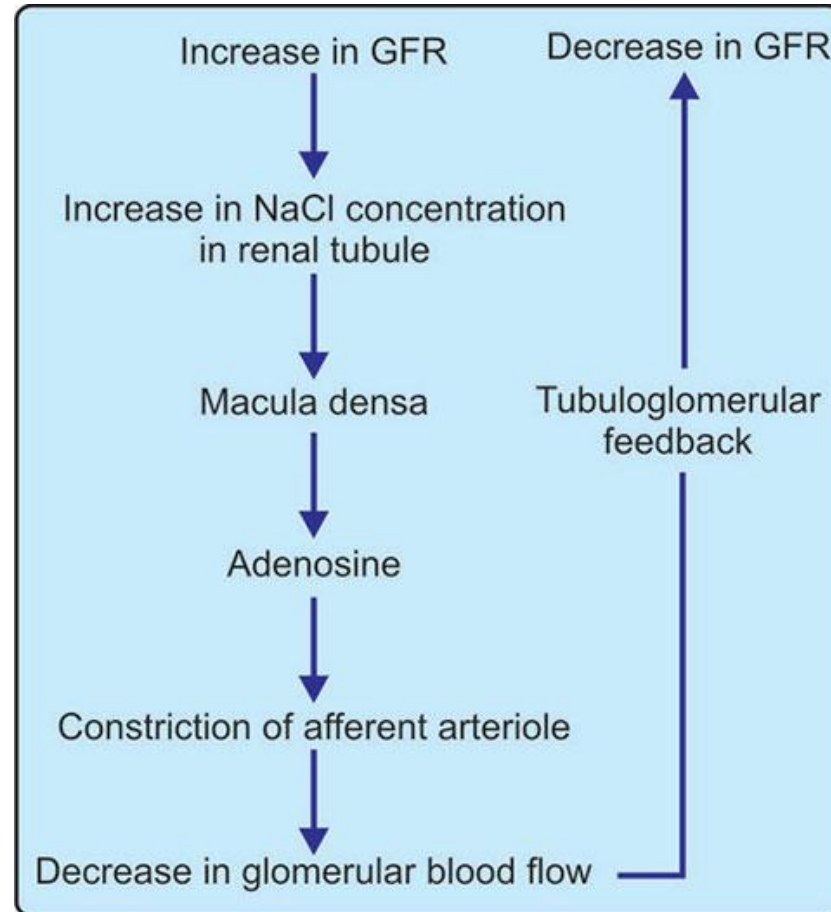 Increase in GFR
Decrease in GFR
Increase in NaCl concentration
in renal tubule
Macula densa
Tubuloglomerular
feedback
Adenosine
Constriction of afferent arteriole
Decrease in glomerular blood flow